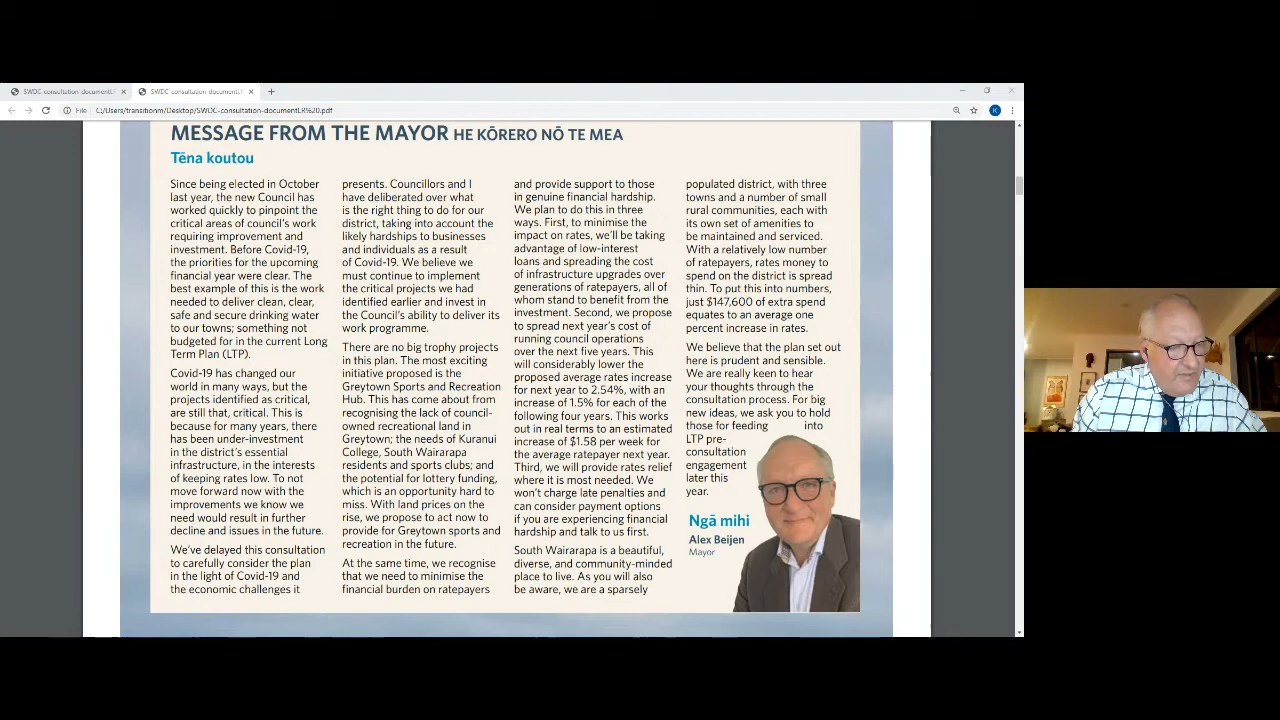 SWDC-consultation-documentLF
SWDC-consultation-documentLF
File
C:/Users/transitionm/Desktop/SWDC-consultation-documentLR%20.pdf
K
MESSAGE FROM THE MAYOR HE KŌRERO NŌ TE MEA
Tēna koutou
Since being elected in October
last year, the new Council has
worked quickly to pinpoint the
critical areas of council's work
requiring improvement and
investment. Before Covid-19,
the priorities for the upcoming
financial year were clear. The
best example of this is the work
needed to deliver clean, clear,
safe and secure drinking water
to our towns; something not
budgeted for in the current Long
Term Plan (LTP).
Covid-19 has changed our
world in many ways, but the
projects identified as critical,
are still that, critical. This is
because for many years, there
has been under-investment
in the district's essential
infrastructure, in the interests
of keeping rates low. To not
move forward now with the
improvements we know we
need would result in further
decline and issues in the future.
We've delayed this consultation
to carefully consider the plan
in the light of Covid-19 and
the economic challenges it
presents. Councillors and I
have deliberated over what
is the right thing to do for our
district, taking into account the
likely hardships to businesses
and individuals as a result
of Covid-19. We believe we
must continue to implement
the critical projects we had
identified earlier and invest in
the Council's ability to deliver its
work programme.
There are no big trophy projects
in this plan. The most exciting
initiative proposed is the
Greytown Sports and Recreation
Hub. This has come about from
recognising the lack of council-
owned recreational land in
Greytown; the needs of Kuranui
College, South Wairarapa
residents and sports clubs; and
the potential for lottery funding,
which is an opportunity hard to
miss. With land prices on the
rise, we propose to act now to
provide for Greytown sports and
recreation in the future.
At the same time, we recognise
that we need to minimise the
financial burden on ratepayers
and provide support to those
in genuine financial hardship.
We plan to do this in three
ways. First, to minimise the
impact on rates, we'll be taking
advantage of low-interest
loans and spreading the cost
of infrastructure upgrades over
generations of ratepayers, all of
whom stand to benefit from the
investment. Second, we propose
to spread next year's cost of
running council operations
over the next five years. This
will considerably lower the
proposed average rates increase
for next year to 2.54%, with an
increase of 1.5% for each of the
following four years. This works
out in real terms to an estimated
increase of $1.58 per week for
the average ratepayer next year.
Third, we will provide rates relief
where it is most needed. We
won't charge late penalties and
can consider payment options
if you are experiencing financial
hardship and talk to us first.
South Wairarapa is a beautiful,
diverse, and community-minded
place to live. As you will also
be aware, we are a sparsely
populated district, with three
towns and a number of small
rural communities, each with
its own set of amenities to
be maintained and serviced.
With a relatively low number
of ratepayers, rates money to
spend on the district is spread
thin. To put this into numbers,
just $147,600 of extra spend
equates to an average one
percent increase in rates.
We believe that the plan set out
here is prudent and sensible.
We are really keen to hear
your thoughts through the
consultation process. For big
new ideas, we ask you to hold
those for feeding into
LTP pre-
consultation
engagement
later this
year.
Ngā mihi
Alex Beijen
Mayor